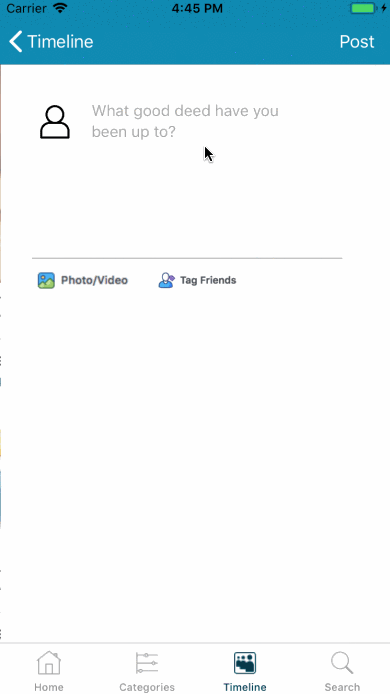 Carrier 4:45 PM
Timeline Post
What good deed have you
been up to?
Photo/Video Tag Friends
Home Categories Timeline Search